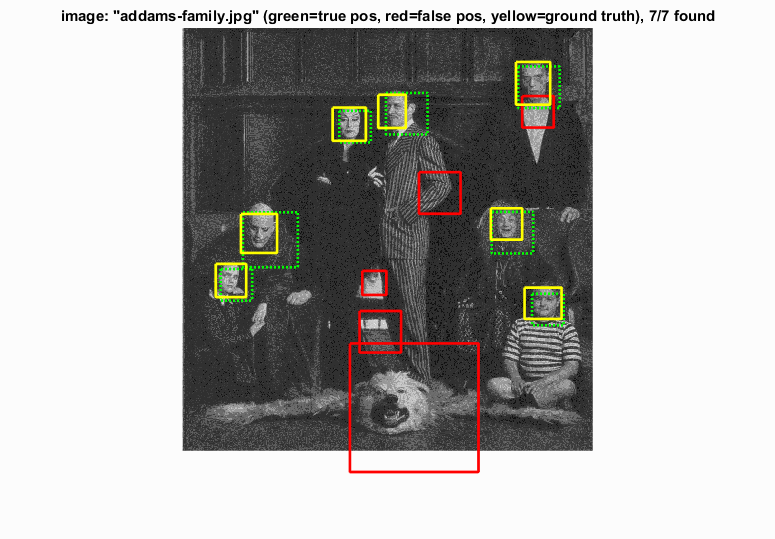 image: "addams-family.jpg" (green=true pos, red=false pos, yellow=ground truth), 7/7 found